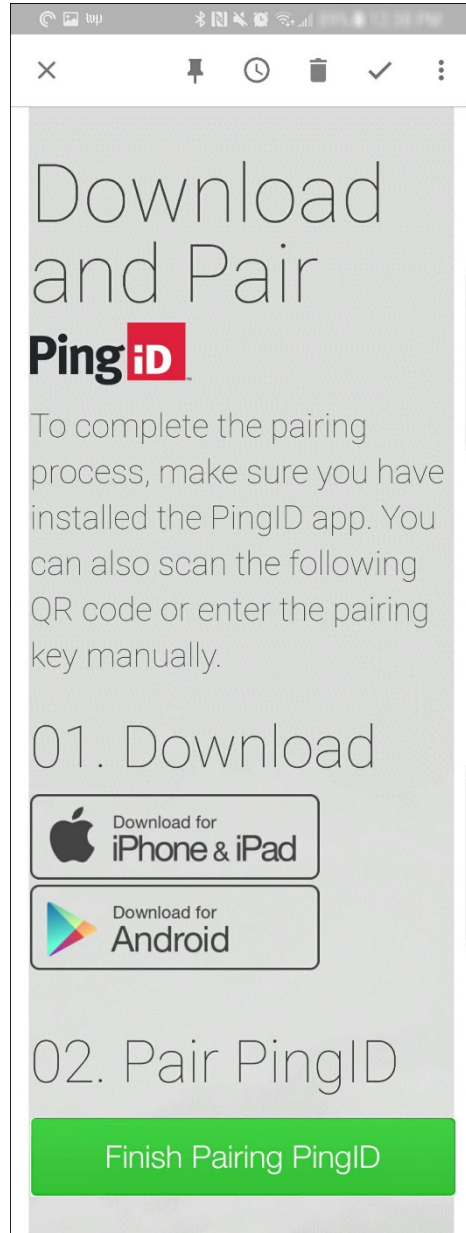 Download
and Pair
Ping iD
To complete the pairing
process, make sure you have
installed the PingID app. You
can also scan the following
QR code or enter the pairing
key manually.
01. Download
Download for
iPhone & iPad
Download for
Android
02. Pair PingID
Finish Pairing PingID